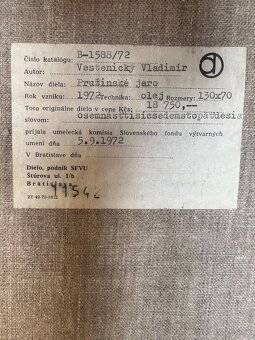 Číslo katalógu: B-1588/72
Autor: Vestenický Vladimír
Názov diela: Pružinské jaro
Rok vzniku: 1972 Technika: olej Rozmery: 130x70
Toto originálne dielo v cene Kčs: 18 750,—
slovom: osemnásttisícsedemstopäťdesia
prijala umelecká komisia Slovenského fondu výtvarných
umení dňa 5.9.1972
V Bratislave dňa
Dielo, podnik SFVU
Štúrova ul. 1/b
Bratislava